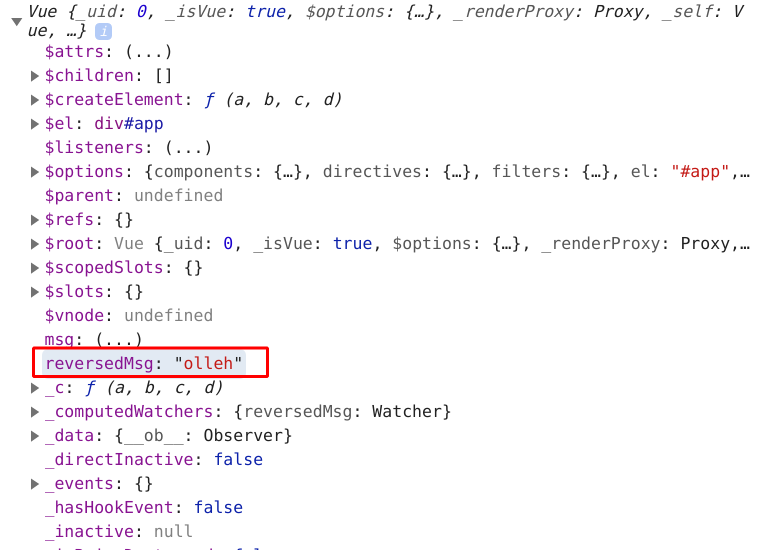 Vue {_uid: 0, _isVue: true, $options: {…}, _renderProxy: Proxy, _self: V
ue, …} i
$attrs: (...)
$children: []
$createElement: ƒ (a, b, c, d)
$el: div#app
$listeners: (...)
$options: {components: {…}, directives: {…}, filters: {…}, el: "#app",…
$parent: undefined
$refs: {}
$root: Vue {_uid: 0, _isVue: true, $options: {…}, _renderProxy: Proxy,…
$scopedSlots: {}
$slots: {}
$vnode: undefined
msg: (...)
reversedMsg: "olleh"
_c: ƒ (a, b, c, d)
_computedWatchers: {reversedMsg: Watcher}
_data: {__ob__: Observer}
_directInactive: false
_events: {}
_hasHookEvent: false
_inactive: null